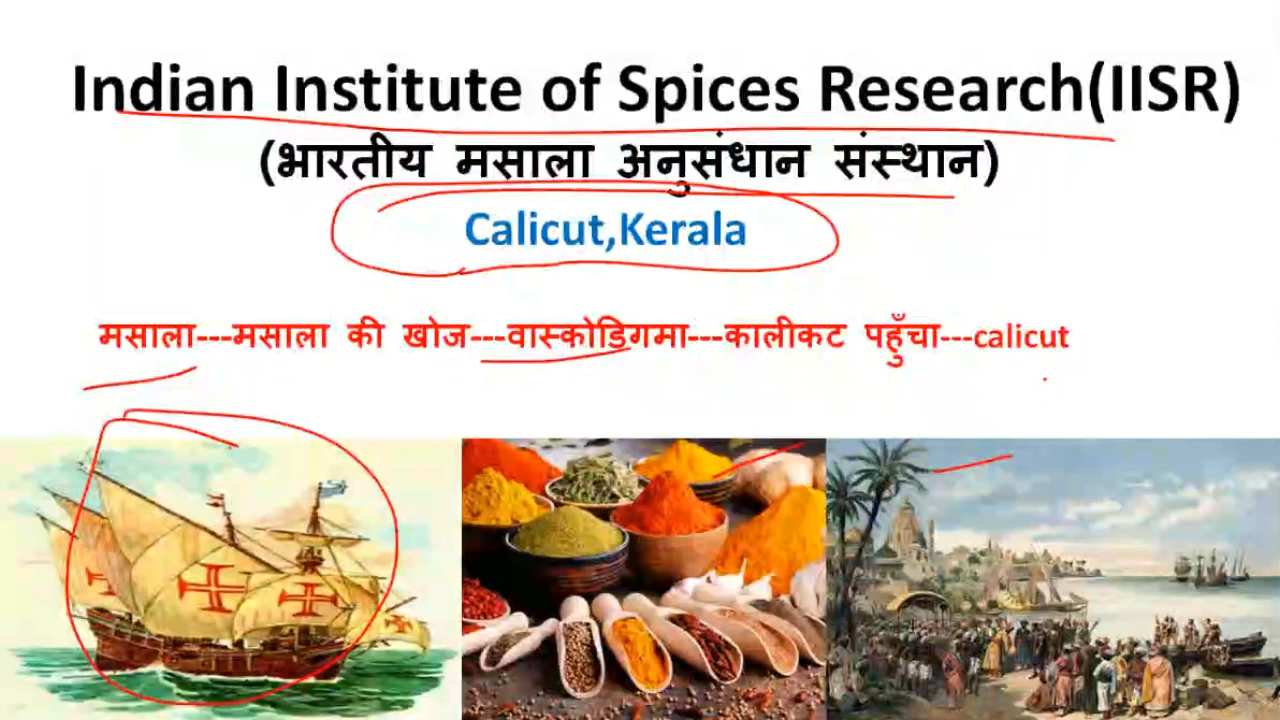 Indian Institute of Spices Research(IISR)
(भारतीय मसाला अनुसंधान संस्थान)
Calicut,Kerala
मसाला---मसाला की खोज---वास्कोडिगमा---कालीकट पहुँचा---calicut